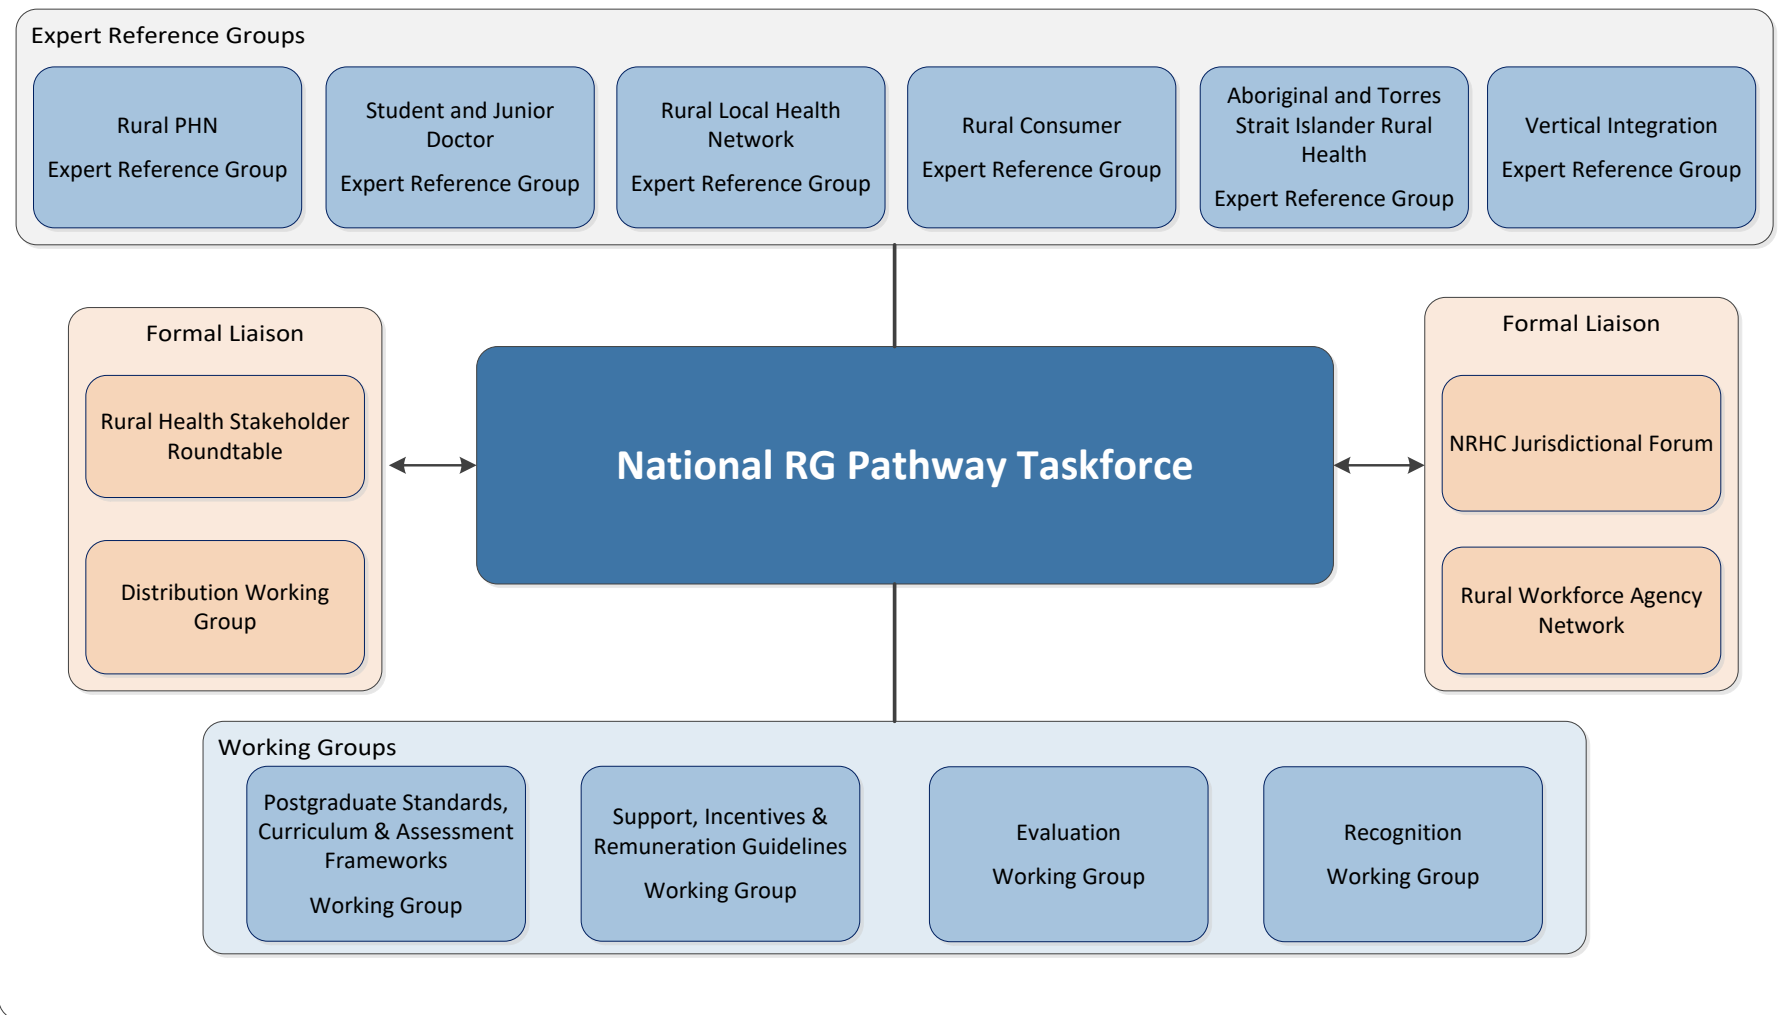 Expert Reference Groups
Rural PHN
Expert Reference Group
Student and Junior
Doctor
Expert Reference Group
Rural Local Health
Network
Expert Reference Group
Rural Consumer
Expert Reference Group
Aboriginal and Torres
Strait Islander Rural
Health
Expert Reference Group
Vertical Integration
Expert Reference Group
Formal Liaison
Rural Health Stakeholder
Roundtable
Distribution Working
Group
National RG Pathway Taskforce
Formal Liaison
NRHC Jurisdictional Forum
Rural Workforce Agency
Network
Working Groups
Postgraduate Standards,
Curriculum & Assessment
Frameworks
Working Group
Support, Incentives &
Remuneration Guidelines
Working Group
Evaluation
Working Group
Recognition
Working Group